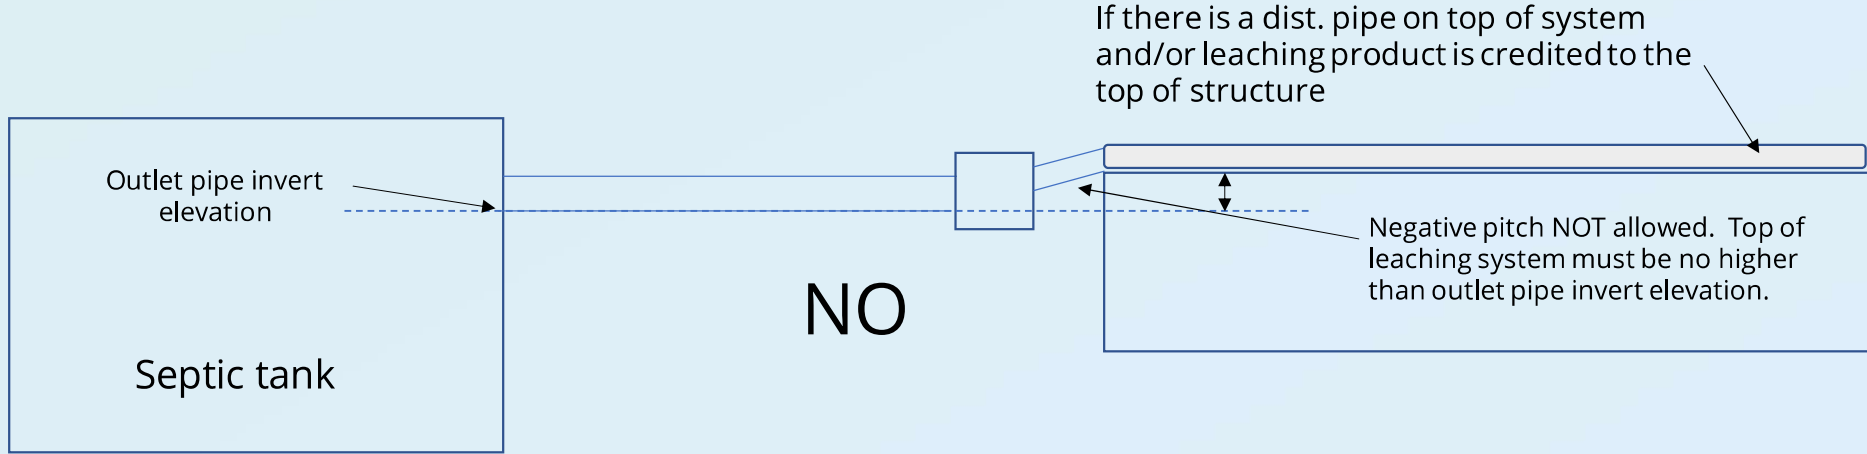 If there is a dist. pipe on top of system
and/or leaching product is credited to the
top of structure
Outlet pipe invert
elevation
Negative pitch NOT allowed.  Top of
leaching system must be no higher
than outlet pipe invert elevation.
NO
Septic tank